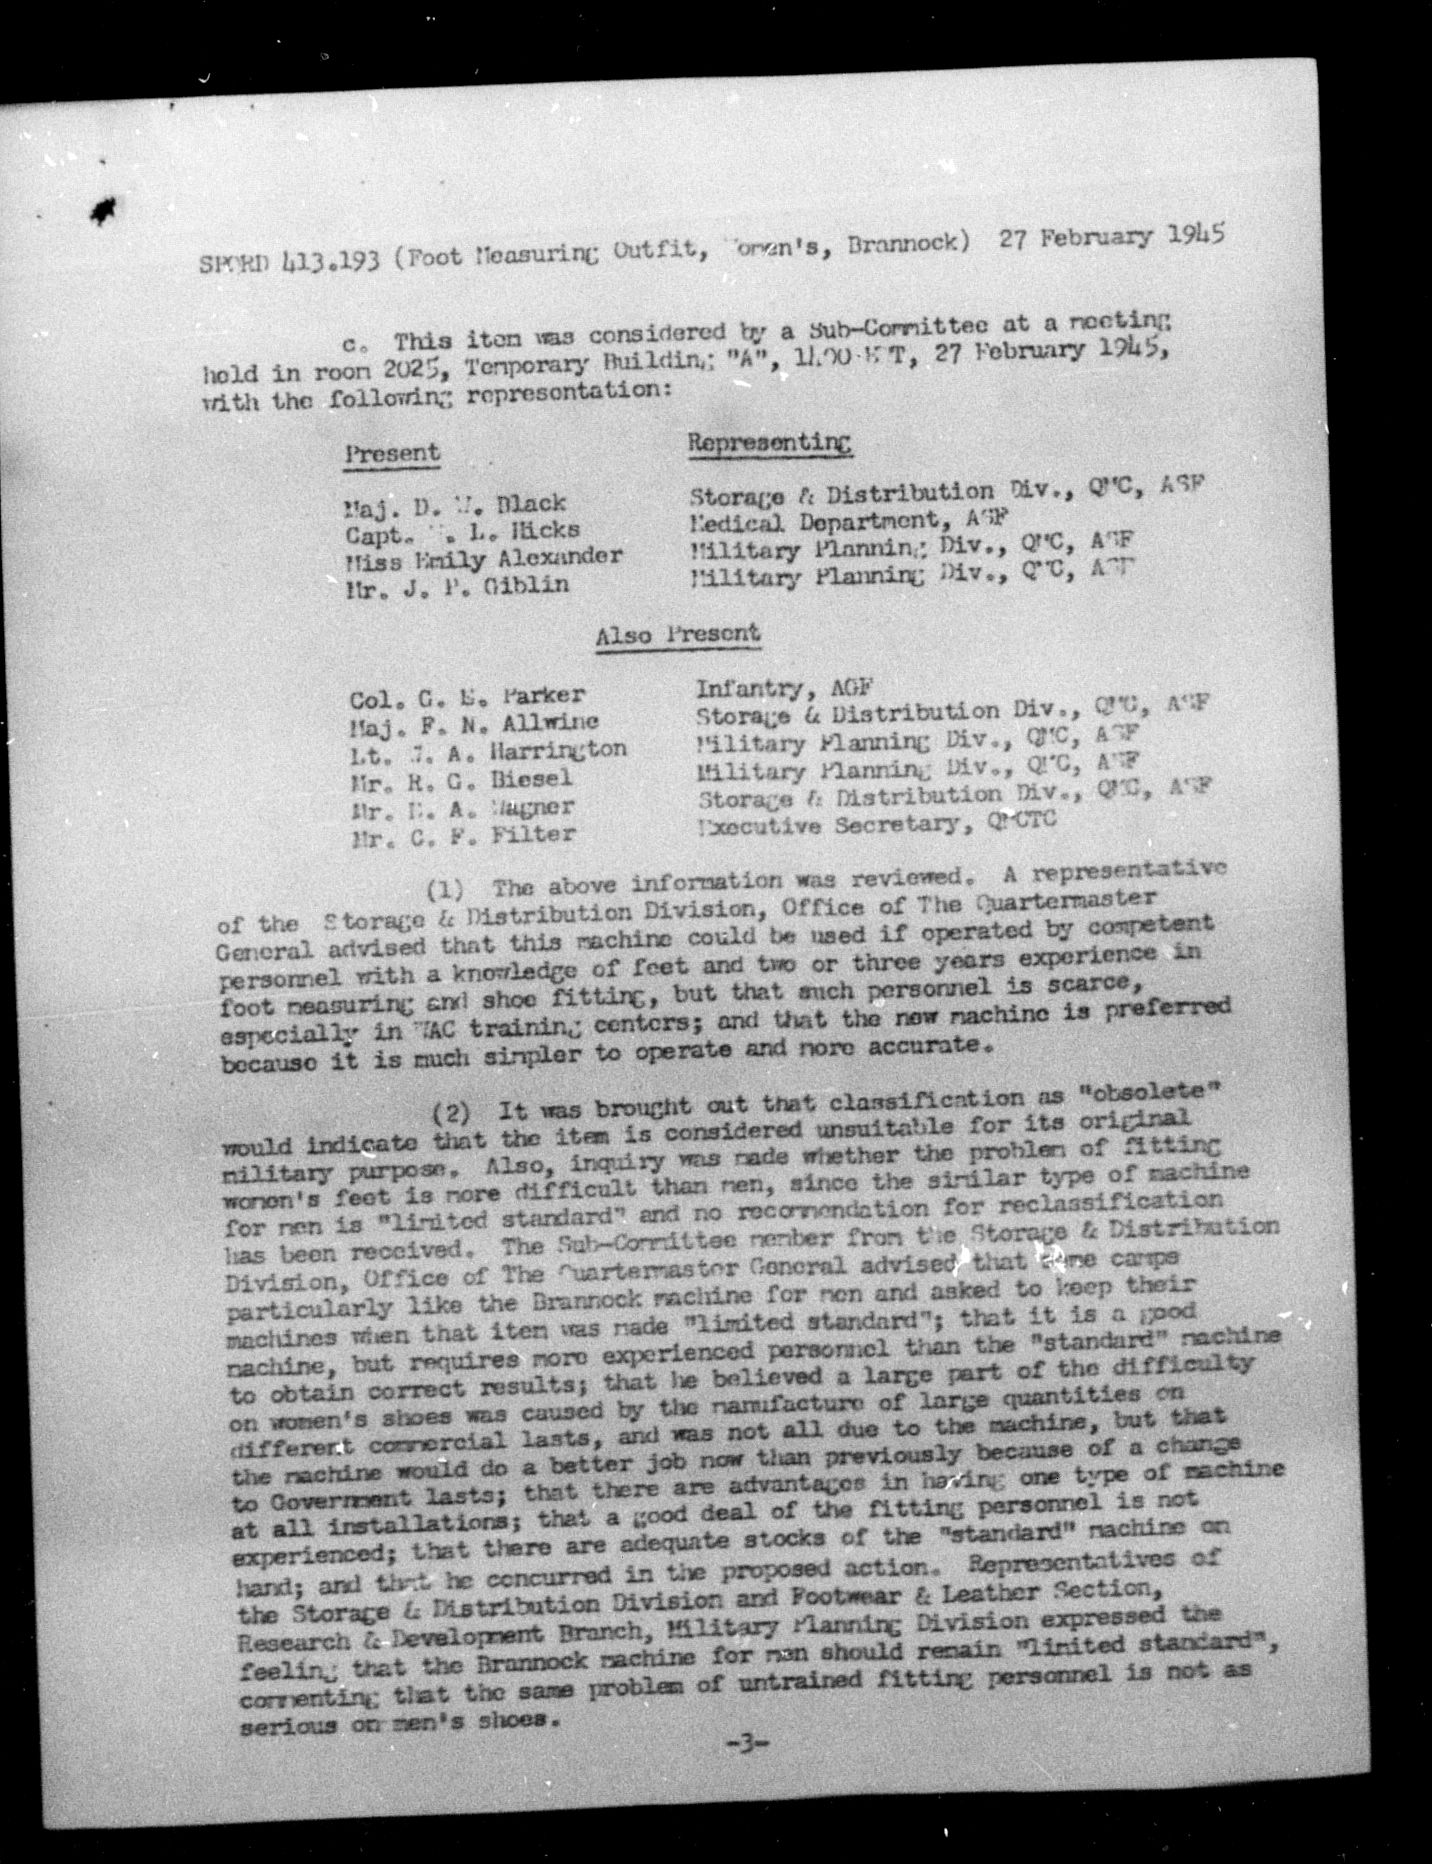 413.193 (Foot Measuring Outfit, Women's, Brannock) 27 February 1945
c. This item was considered by a Sub-Committee at a meeting
held in room 2025, Temporary Building "A", 27 February 1945,
with the following representation:
Present Representing
Maj. D. Black Storage & Distribution Div., QMC, ASF
Capt. L. Hicks Medical Department, ASF
Miss Emily Alexander Military Planning Div., QMC, ASF
Mr. J. P. Giblin Military Planning Div., QMC, ASF
Also Present
Col. G. E. Parker Infantry, AGF
Maj. F. N. Allwine Storage & Distribution Div., QMC, ASF
Lt. A. Harrington Military Planning Div., QMC, ASF
Mr. R. G. Biesel Military Planning Div., QMC, ASF
Mr. A. Wagner Storage & Distribution Div., QMC, ASF
Mr. C. F. Filter Executive Secretary, QMCTC
(1) The above information was reviewed. A representative
of the Storage & Distribution Division, Office of The Quartermaster
General advised that this machine could be used if operated by competent
personnel with a knowledge of feet and two or three years experience in
foot measuring and shoe fitting, but that such personnel is scarce,
especially in WAC training centers; and that the new machine is preferred
because it is much simpler to operate and more accurate.
(2) It was brought out that classification as "obsolete"
would indicate that the item is considered unsuitable for its original
military purpose. Also, inquiry was made whether the problem of fitting
women's feet is more difficult than men, since the similar type of machine
for men is "limited standard" and no recommendation for reclassification
has been received. The Sub-Committee member from the Storage & Distribution
Division, Office of The Quartermaster General advised that some camps
particularly like the Brannock machine for men and asked to keep their
machines when that item was made "limited standard"; that it is a good
machine, but requires more experienced personnel than the "standard" machine
to obtain correct results; that he believed a large part of the difficulty
on women's shoes was caused by the manufacture of large quantities on
different commercial lasts, and was not all due to the machine, but that
the machine would do a better job now than previously because of a change
to Government lasts; that there are advantages in having one type of machine
at all installations; that a good deal of the fitting personnel is not
experienced; that there are adequate stocks of the "standard" machine on
hand; and that he concurred in the proposed action. Representatives of
the Storage & Distribution Division and Footwear & Leather Section,
Research & Development Branch, Military Planning Division expressed the
feeling that the Brannock machine for men should remain "limited standard",
commenting that the same problem of untrained fitting personnel is not as
serious on men's shoes.
-3-